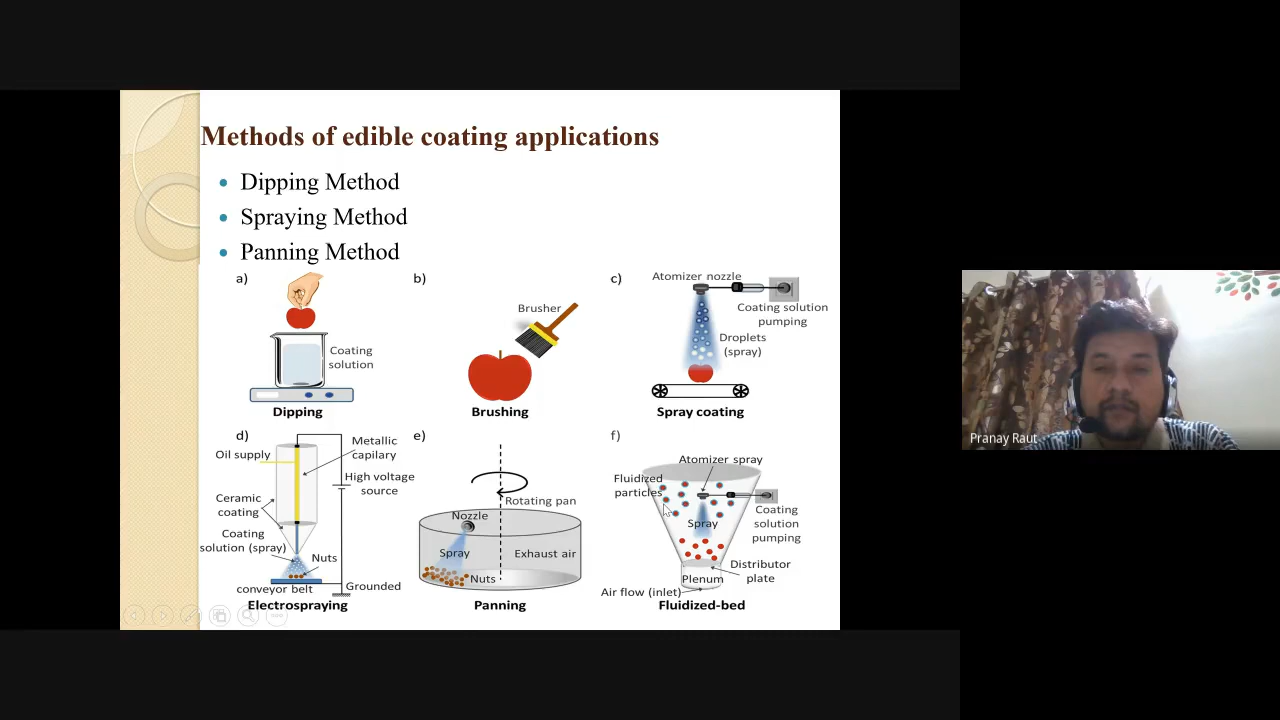 Methods of edible coating applications
Dipping Method
Spraying Method
Panning Method
a)
Coating
solution
Dipping
b)
Brusher
Brushing
c)
Atomizer nozzle
Coating solution
pumping
Droplets
(spray)
Spray coating
d)
Oil supply
Metallic
capilary
High voltage
source
Ceramic
coating
Coating
solution (spray)
Nuts
conveyor belt
Grounded
Electrospraying
e)
Rotating pan
Nozzle
Spray
Exhaust air
Nuts
Panning
f)
Atomizer spray
Fluidized
particles
Spray
Coating
solution
pumping
Distributor
plate
Plenum
Air flow (inlet)
Fluidized-bed
Pranay Raut